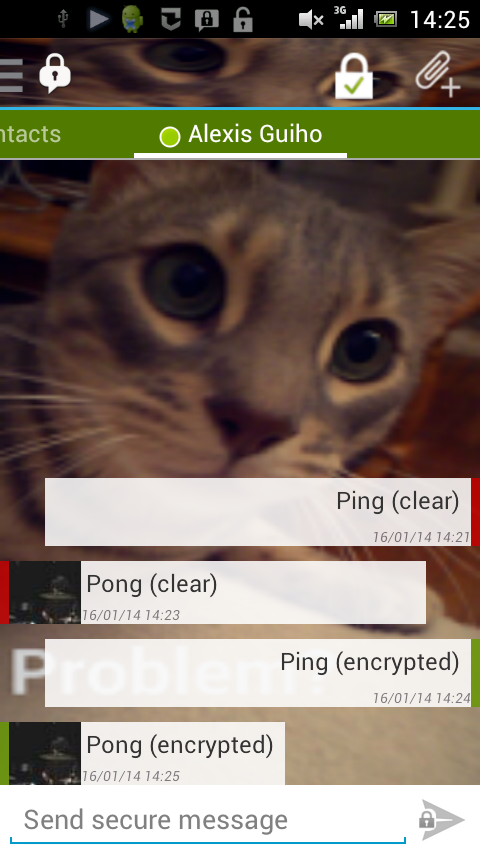 3G
14:25
ntacts
Alexis Guiho
Ping (clear)
16/01/14 14:21
Pong (clear)
16/01/14 14:23
Problem?
Ping (encrypted)
16/01/14 14:24
Pong (encrypted)
16/01/14 14:25
Send secure message